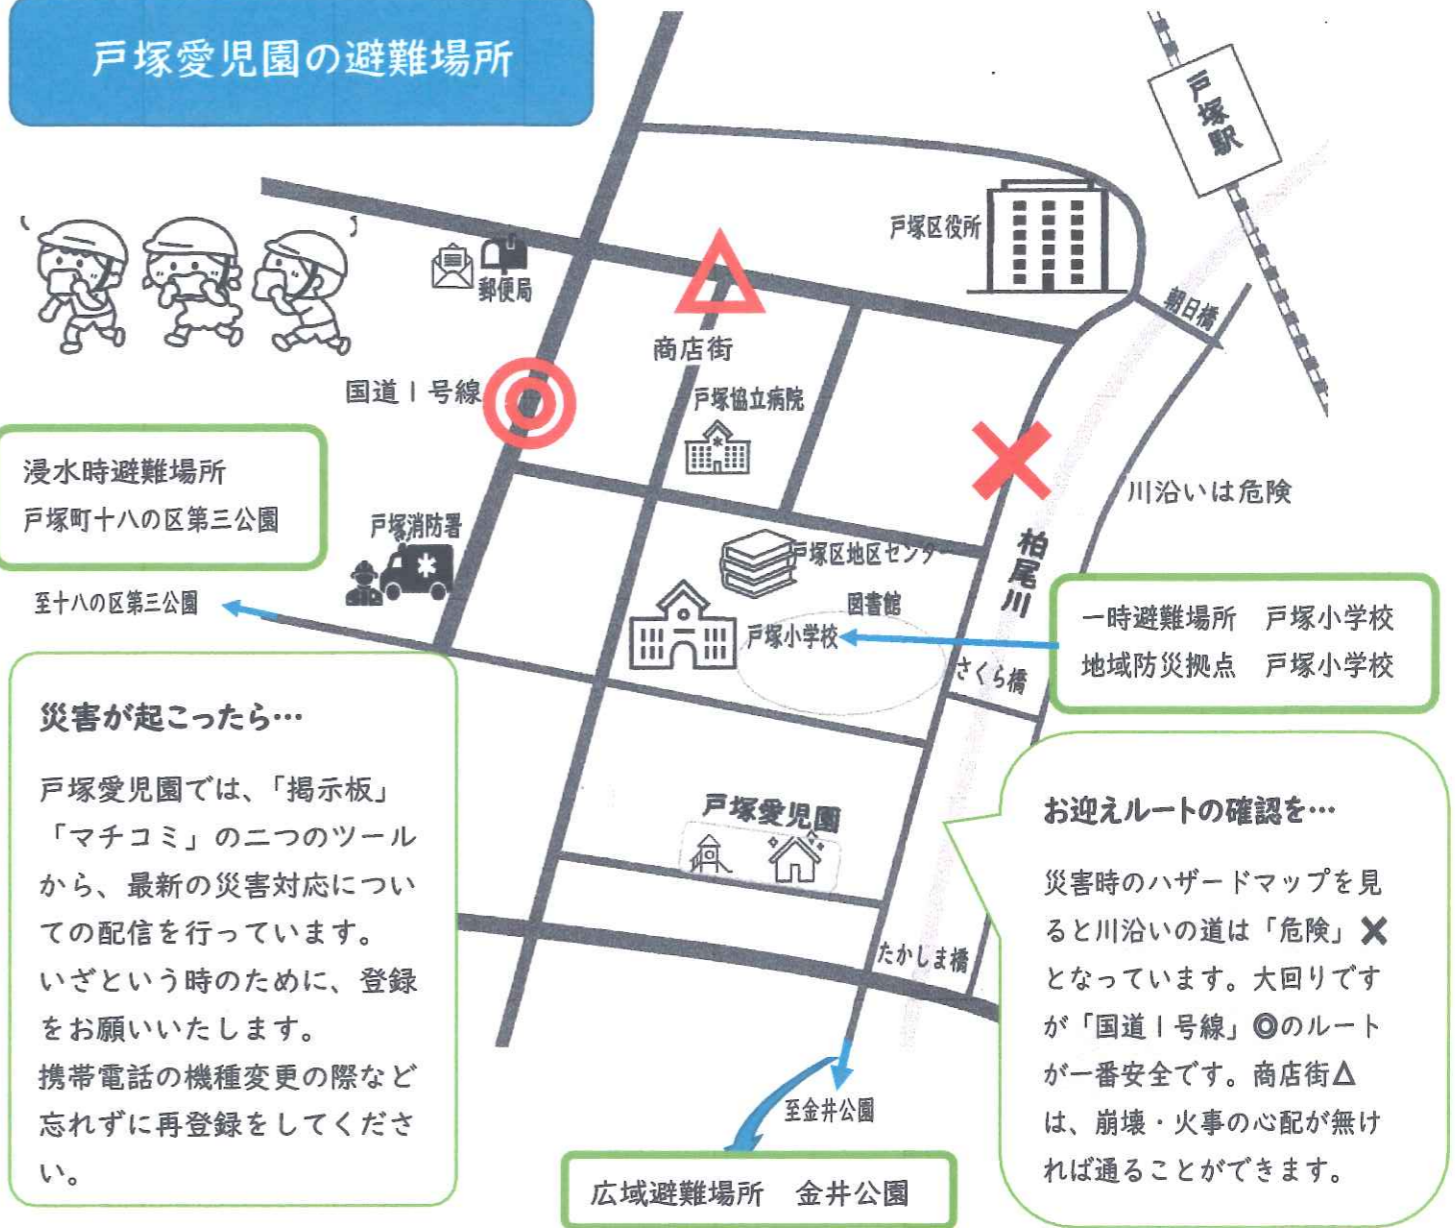 戸塚愛児園の避難場所
戸塚駅
戸塚区役所
郵便局
朝日橋
商店街
国道1号線
戸塚協立病院
浸水時避難場所
戸塚町十八の区第三公園
川沿いは危険
戸塚消防署
戸塚区地区センター
柏尾川
図書館
至十八の区第三公園
戸塚小学校
一時避難場所 戸塚小学校
地域防災拠点 戸塚小学校
さくら橋
災害が起こったら…
戸塚愛児園では、「掲示板」
「マチコミ」の二つのツール
から、最新の災害対応につい
ての配信を行っています。
いざという時のために、登録
をお願いいたします。
携帯電話の機種変更の際など
忘れずに再登録をしてくださ
い。
戸塚愛児園
たかしま橋
お迎えルートの確認を…
災害時のハザードマップを見
ると川沿いの道は「危険」✖
となっています。大回りです
が「国道1号線」◎のルート
が一番安全です。商店街△
は、崩壊・火事の心配が無け
れば通ることができます。
至金井公園
広域避難場所 金井公園